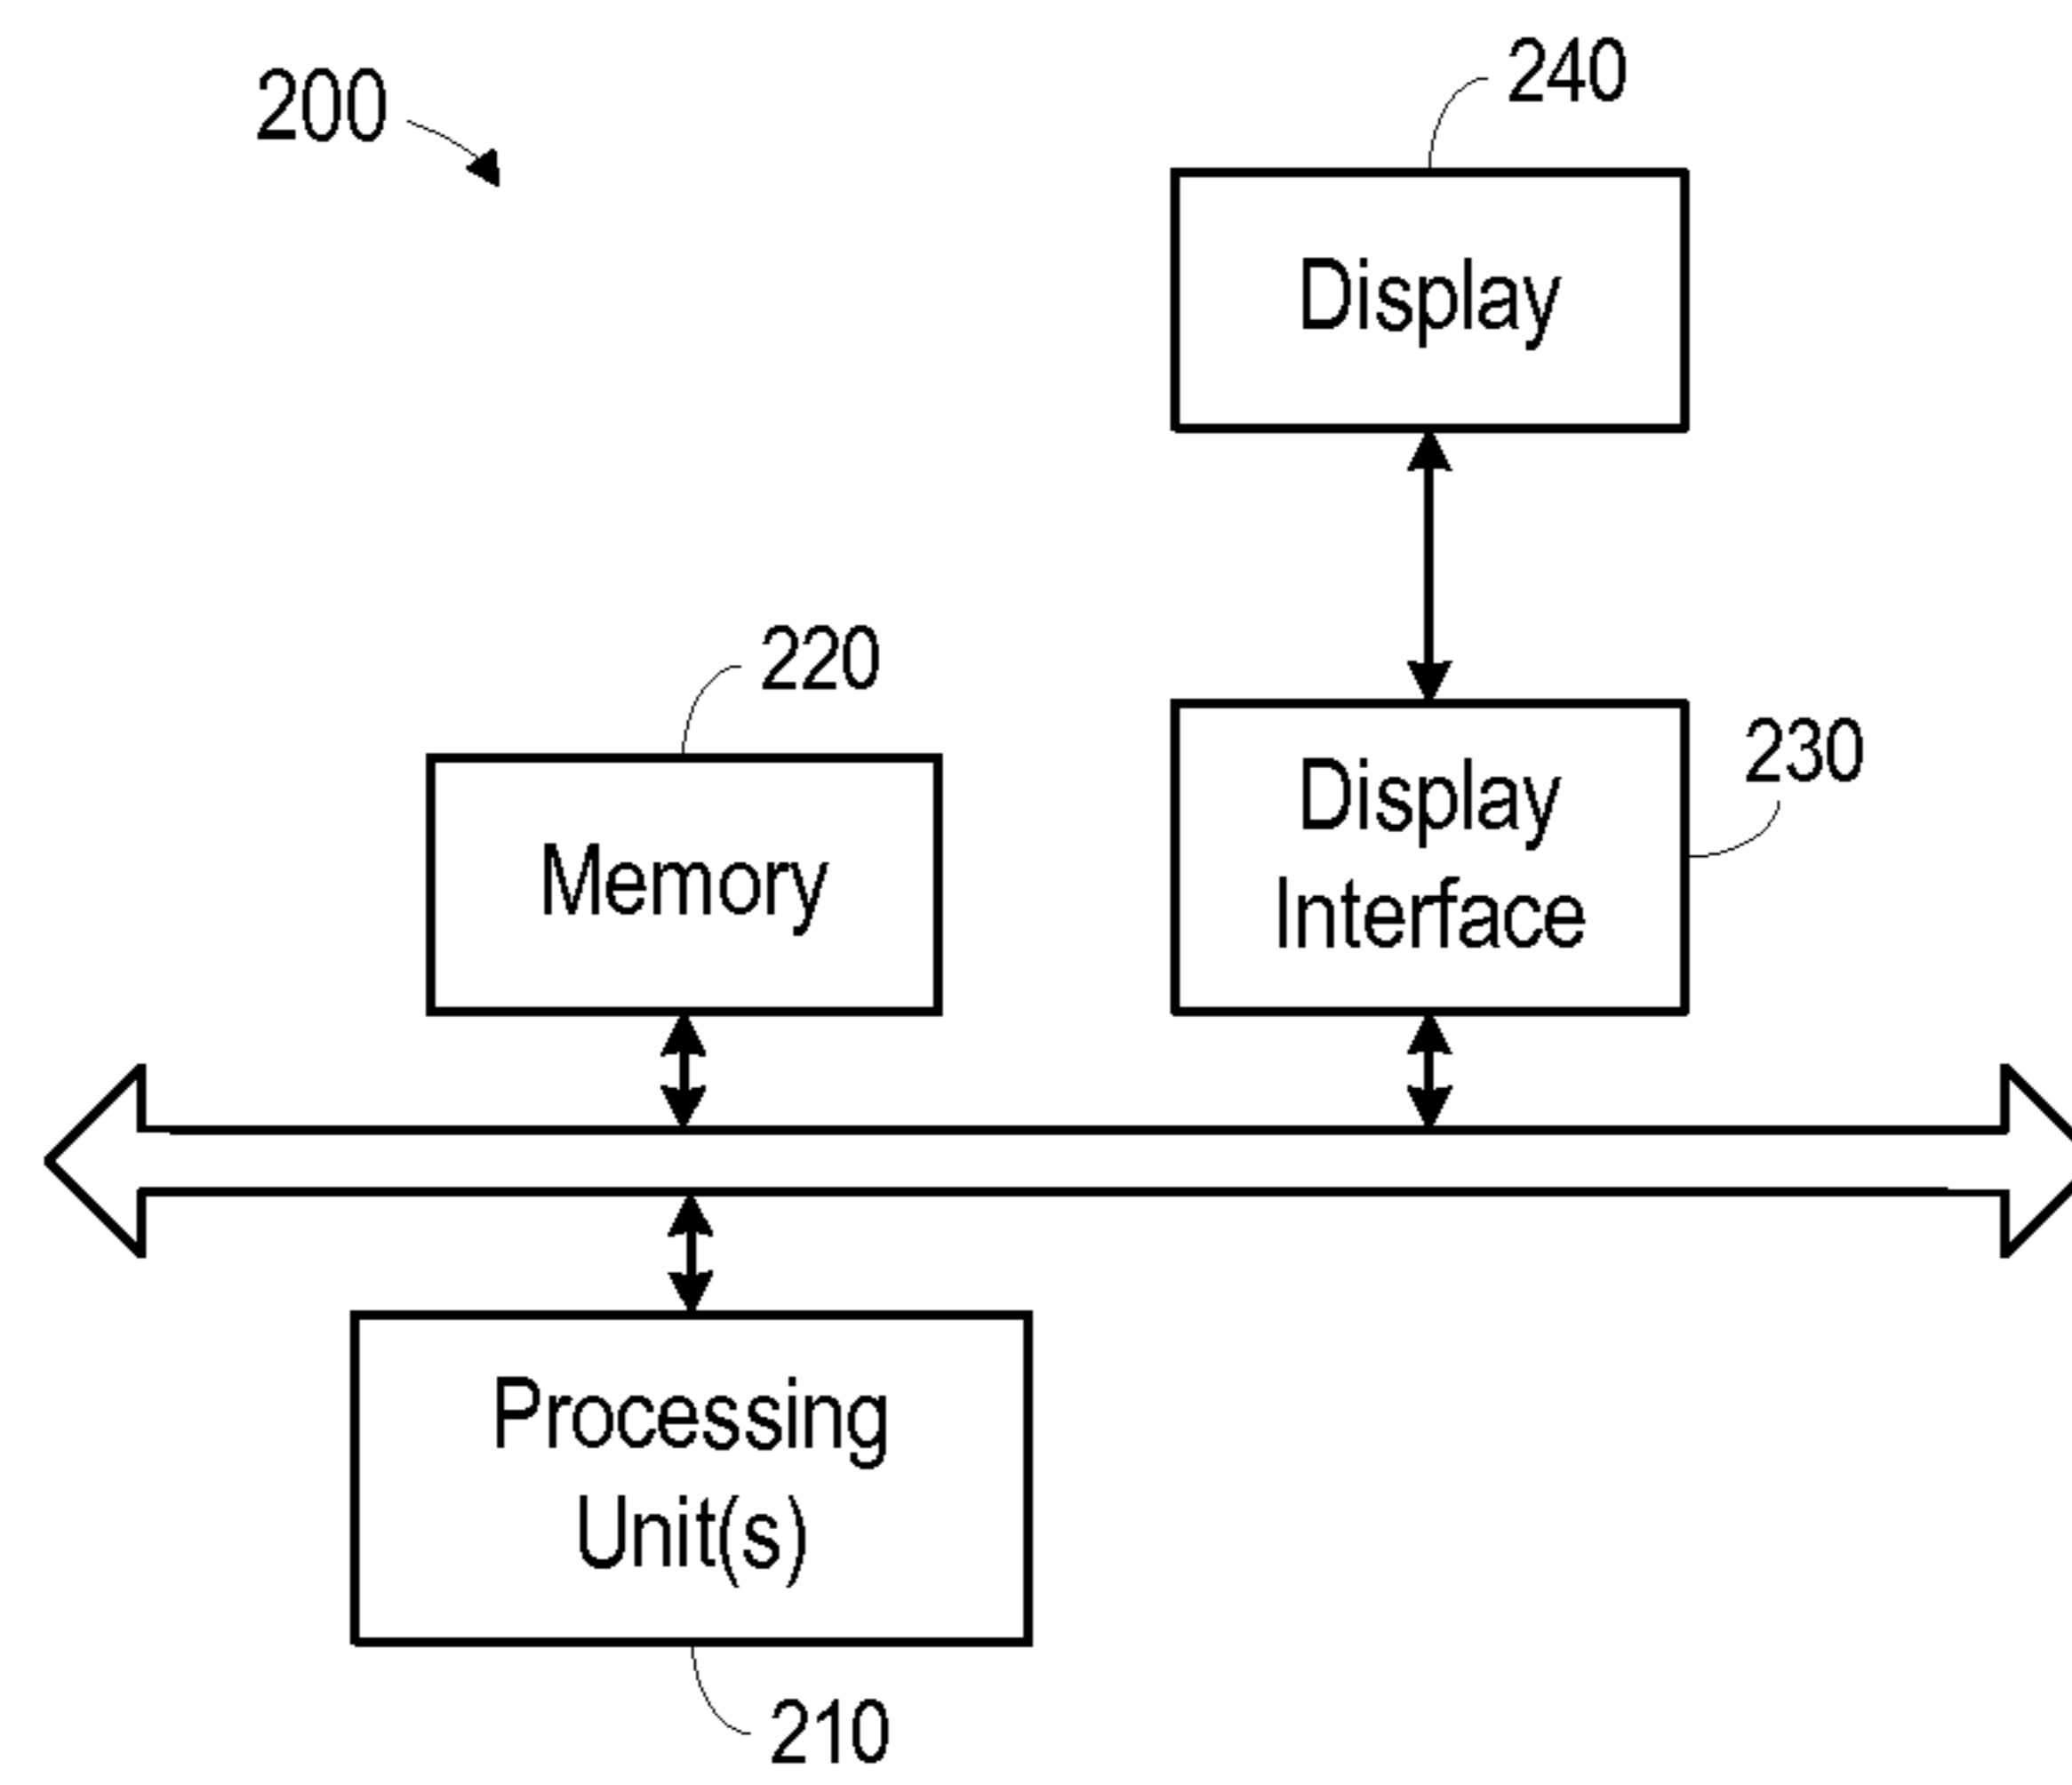 200
240
Display
220
230
Display
Interface
Memory
Processing
Unit(s)
210